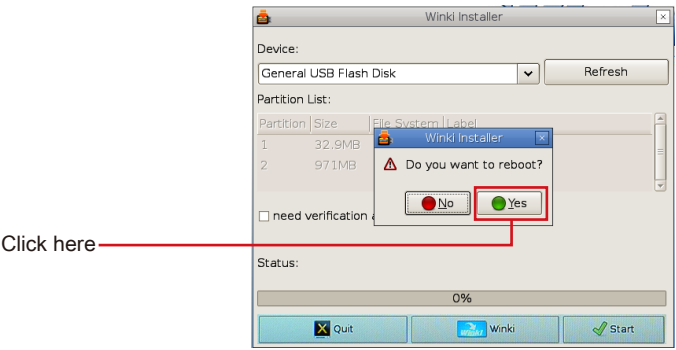 Winki Installer
Device:
General USB Flash Disk
Refresh
Partition List:
Partition Size File System Label
1 32.9MB
2 971MB
Winki Installer
Do you want to reboot?
No Yes
need verification
Click here
Status:
0%
Quit Winki Start